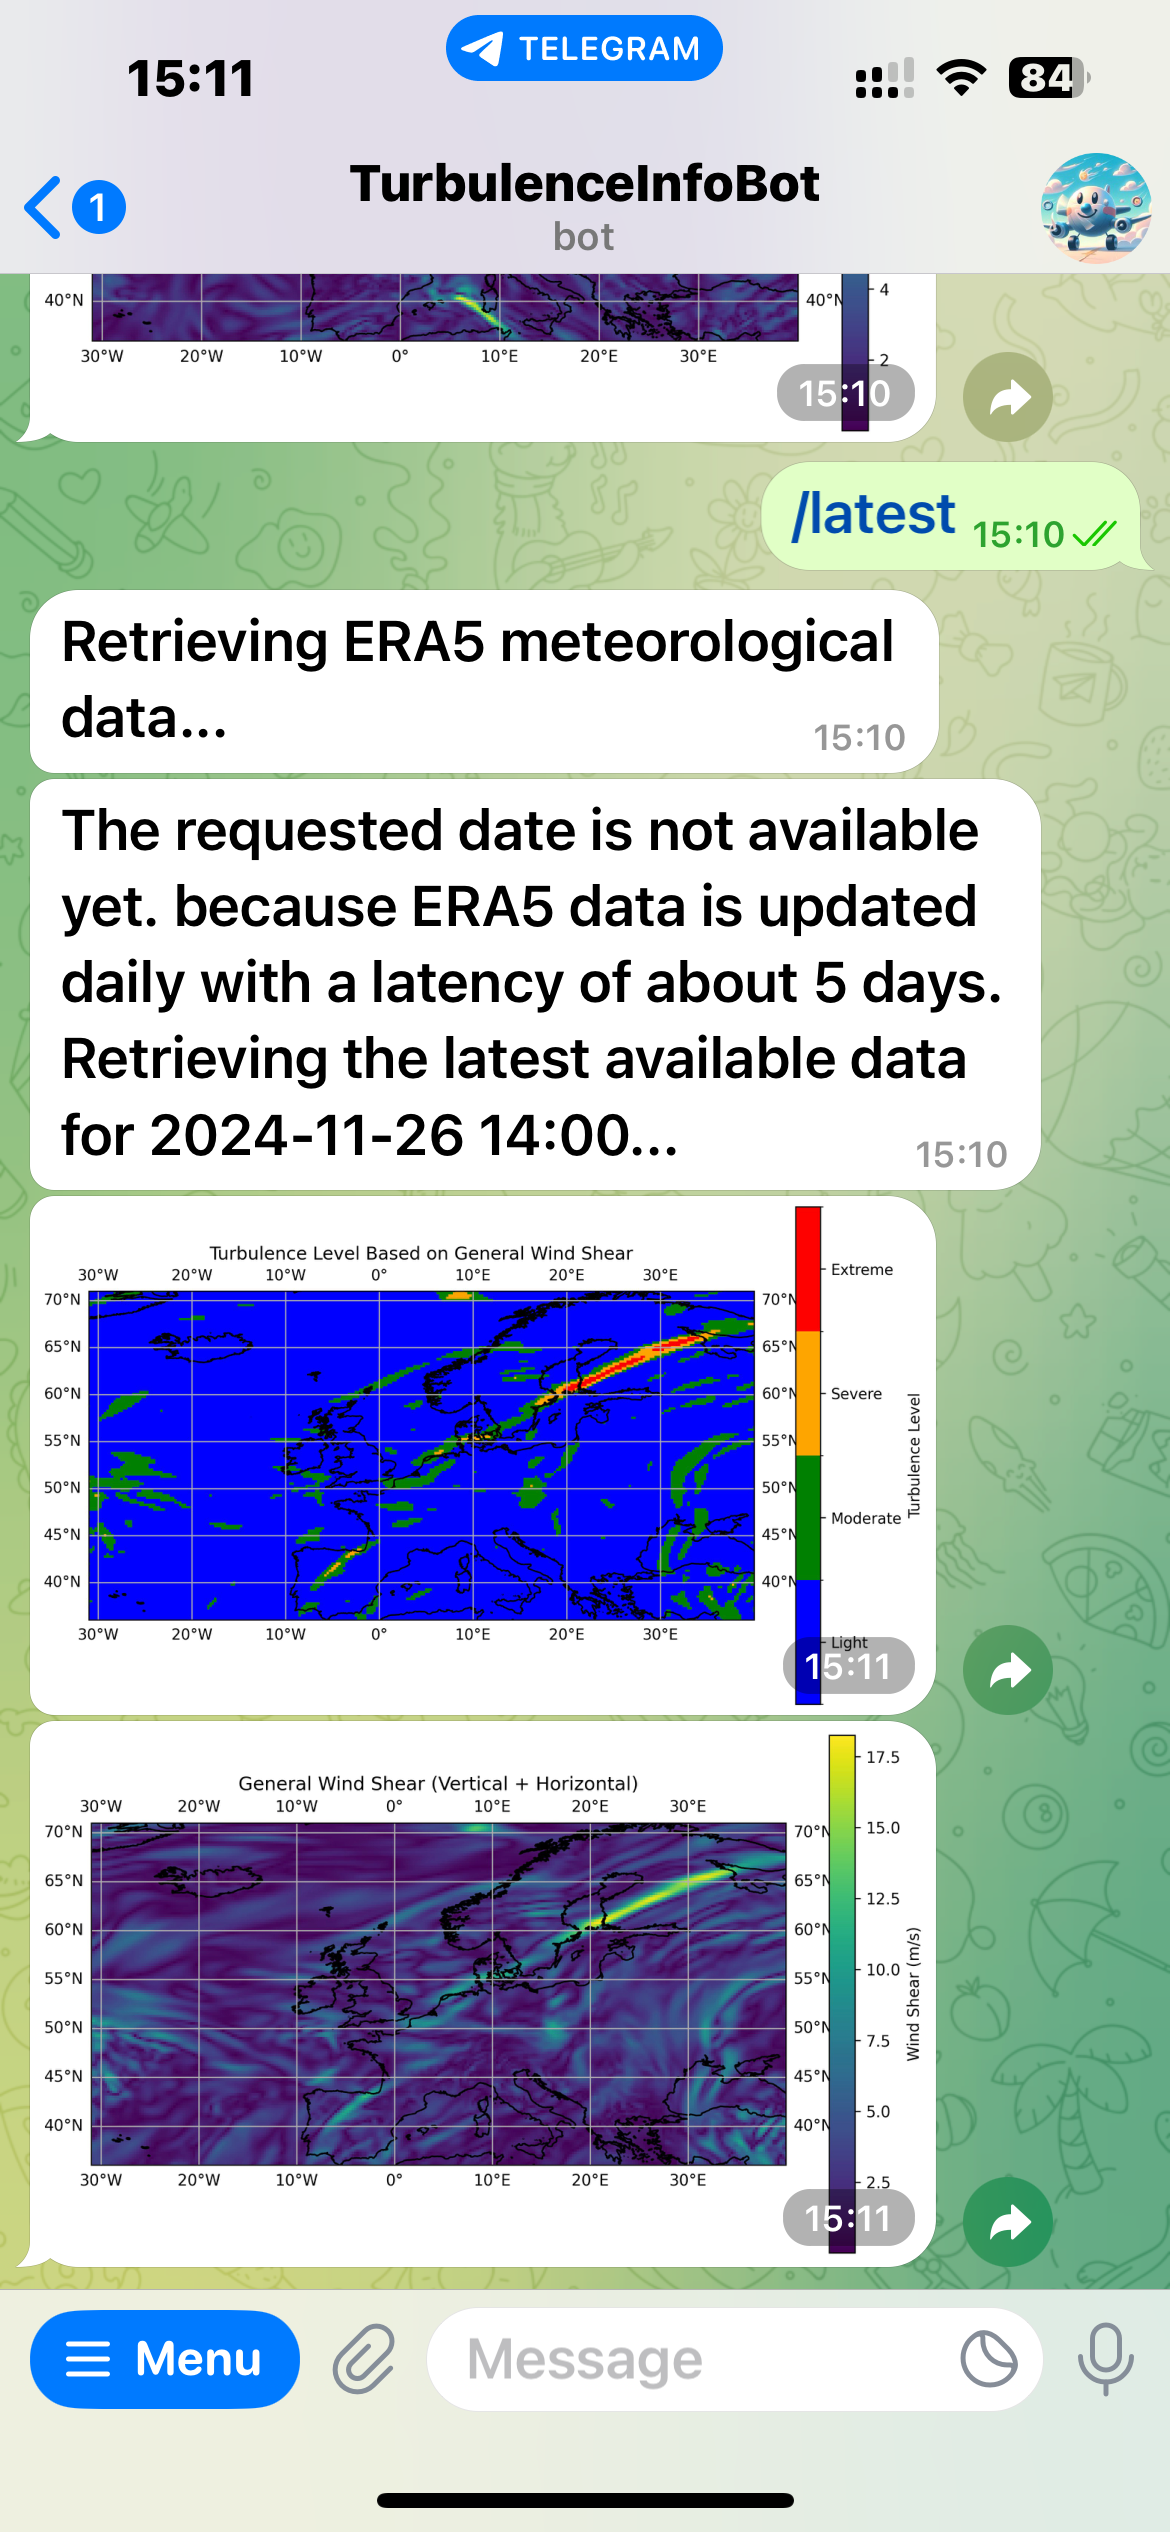 TELEGRAM
15:11
84
1
TurbulenceInfoBot
bot
40°N
40°N
4
2
30°W 20°W 10°W 0° 10°E 20°E 30°E
15:10
/latest 15:10
Retrieving ERA5 meteorological
data...
15:10
The requested date is not available
yet. because ERA5 data is updated
daily with a latency of about 5 days.
Retrieving the latest available data
for 2024-11-26 14:00...
15:10
Turbulence Level Based on General Wind Shear
30°W 20°W 10°W 0° 10°E 20°E 30°E
70°N 70°N
65°N 65°N
60°N 60°N
55°N 55°N
50°N 50°N
45°N 45°N
40°N 40°N
30°W 20°W 10°W 0° 10°E 20°E 30°E
Extreme
Severe
Moderate
Light
Turbulence Level
15:11
General Wind Shear (Vertical + Horizontal)
30°W 20°W 10°W 0° 10°E 20°E 30°E
70°N 70°N
65°N 65°N
60°N 60°N
55°N 55°N
50°N 50°N
45°N 45°N
40°N 40°N
30°W 20°W 10°W 0° 10°E 20°E 30°E
17.5
15.0
12.5
10.0
7.5
5.0
2.5
Wind Shear (m/s)
15:11
Menu
Message